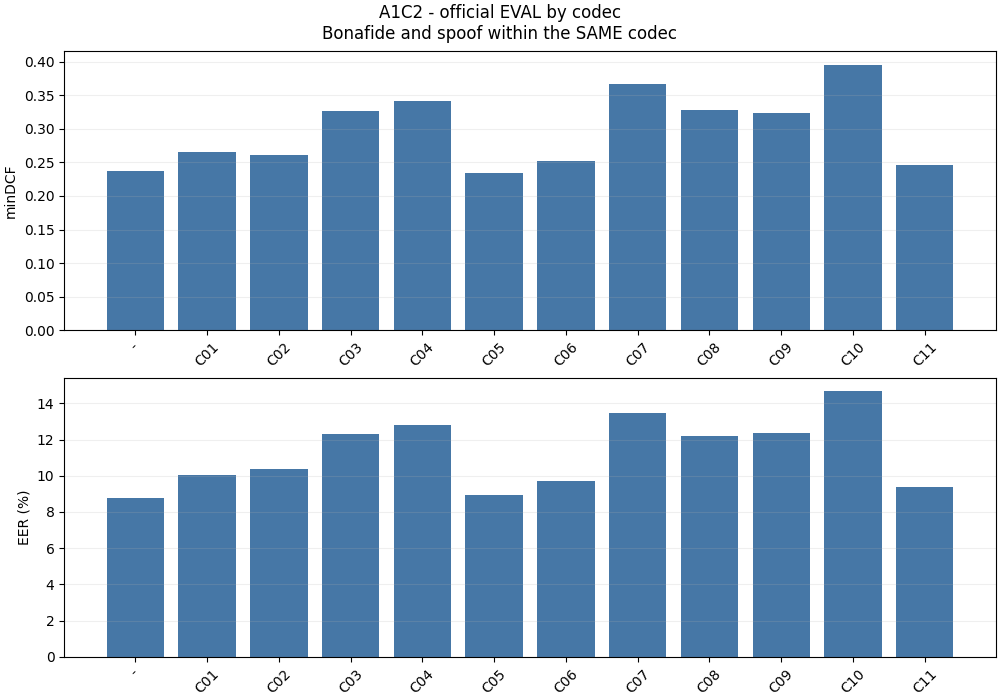 A1C2 - official EVAL by codec
Bonafide and spoof within the SAME codec
minDCF
0.40
0.35
0.30
0.25
0.20
0.15
0.10
0.05
0.00
- C01 C02 C03 C04 C05 C06 C07 C08 C09 C10 C11
EER (%)
14
12
10
8
6
4
2
0
- C01 C02 C03 C04 C05 C06 C07 C08 C09 C10 C11